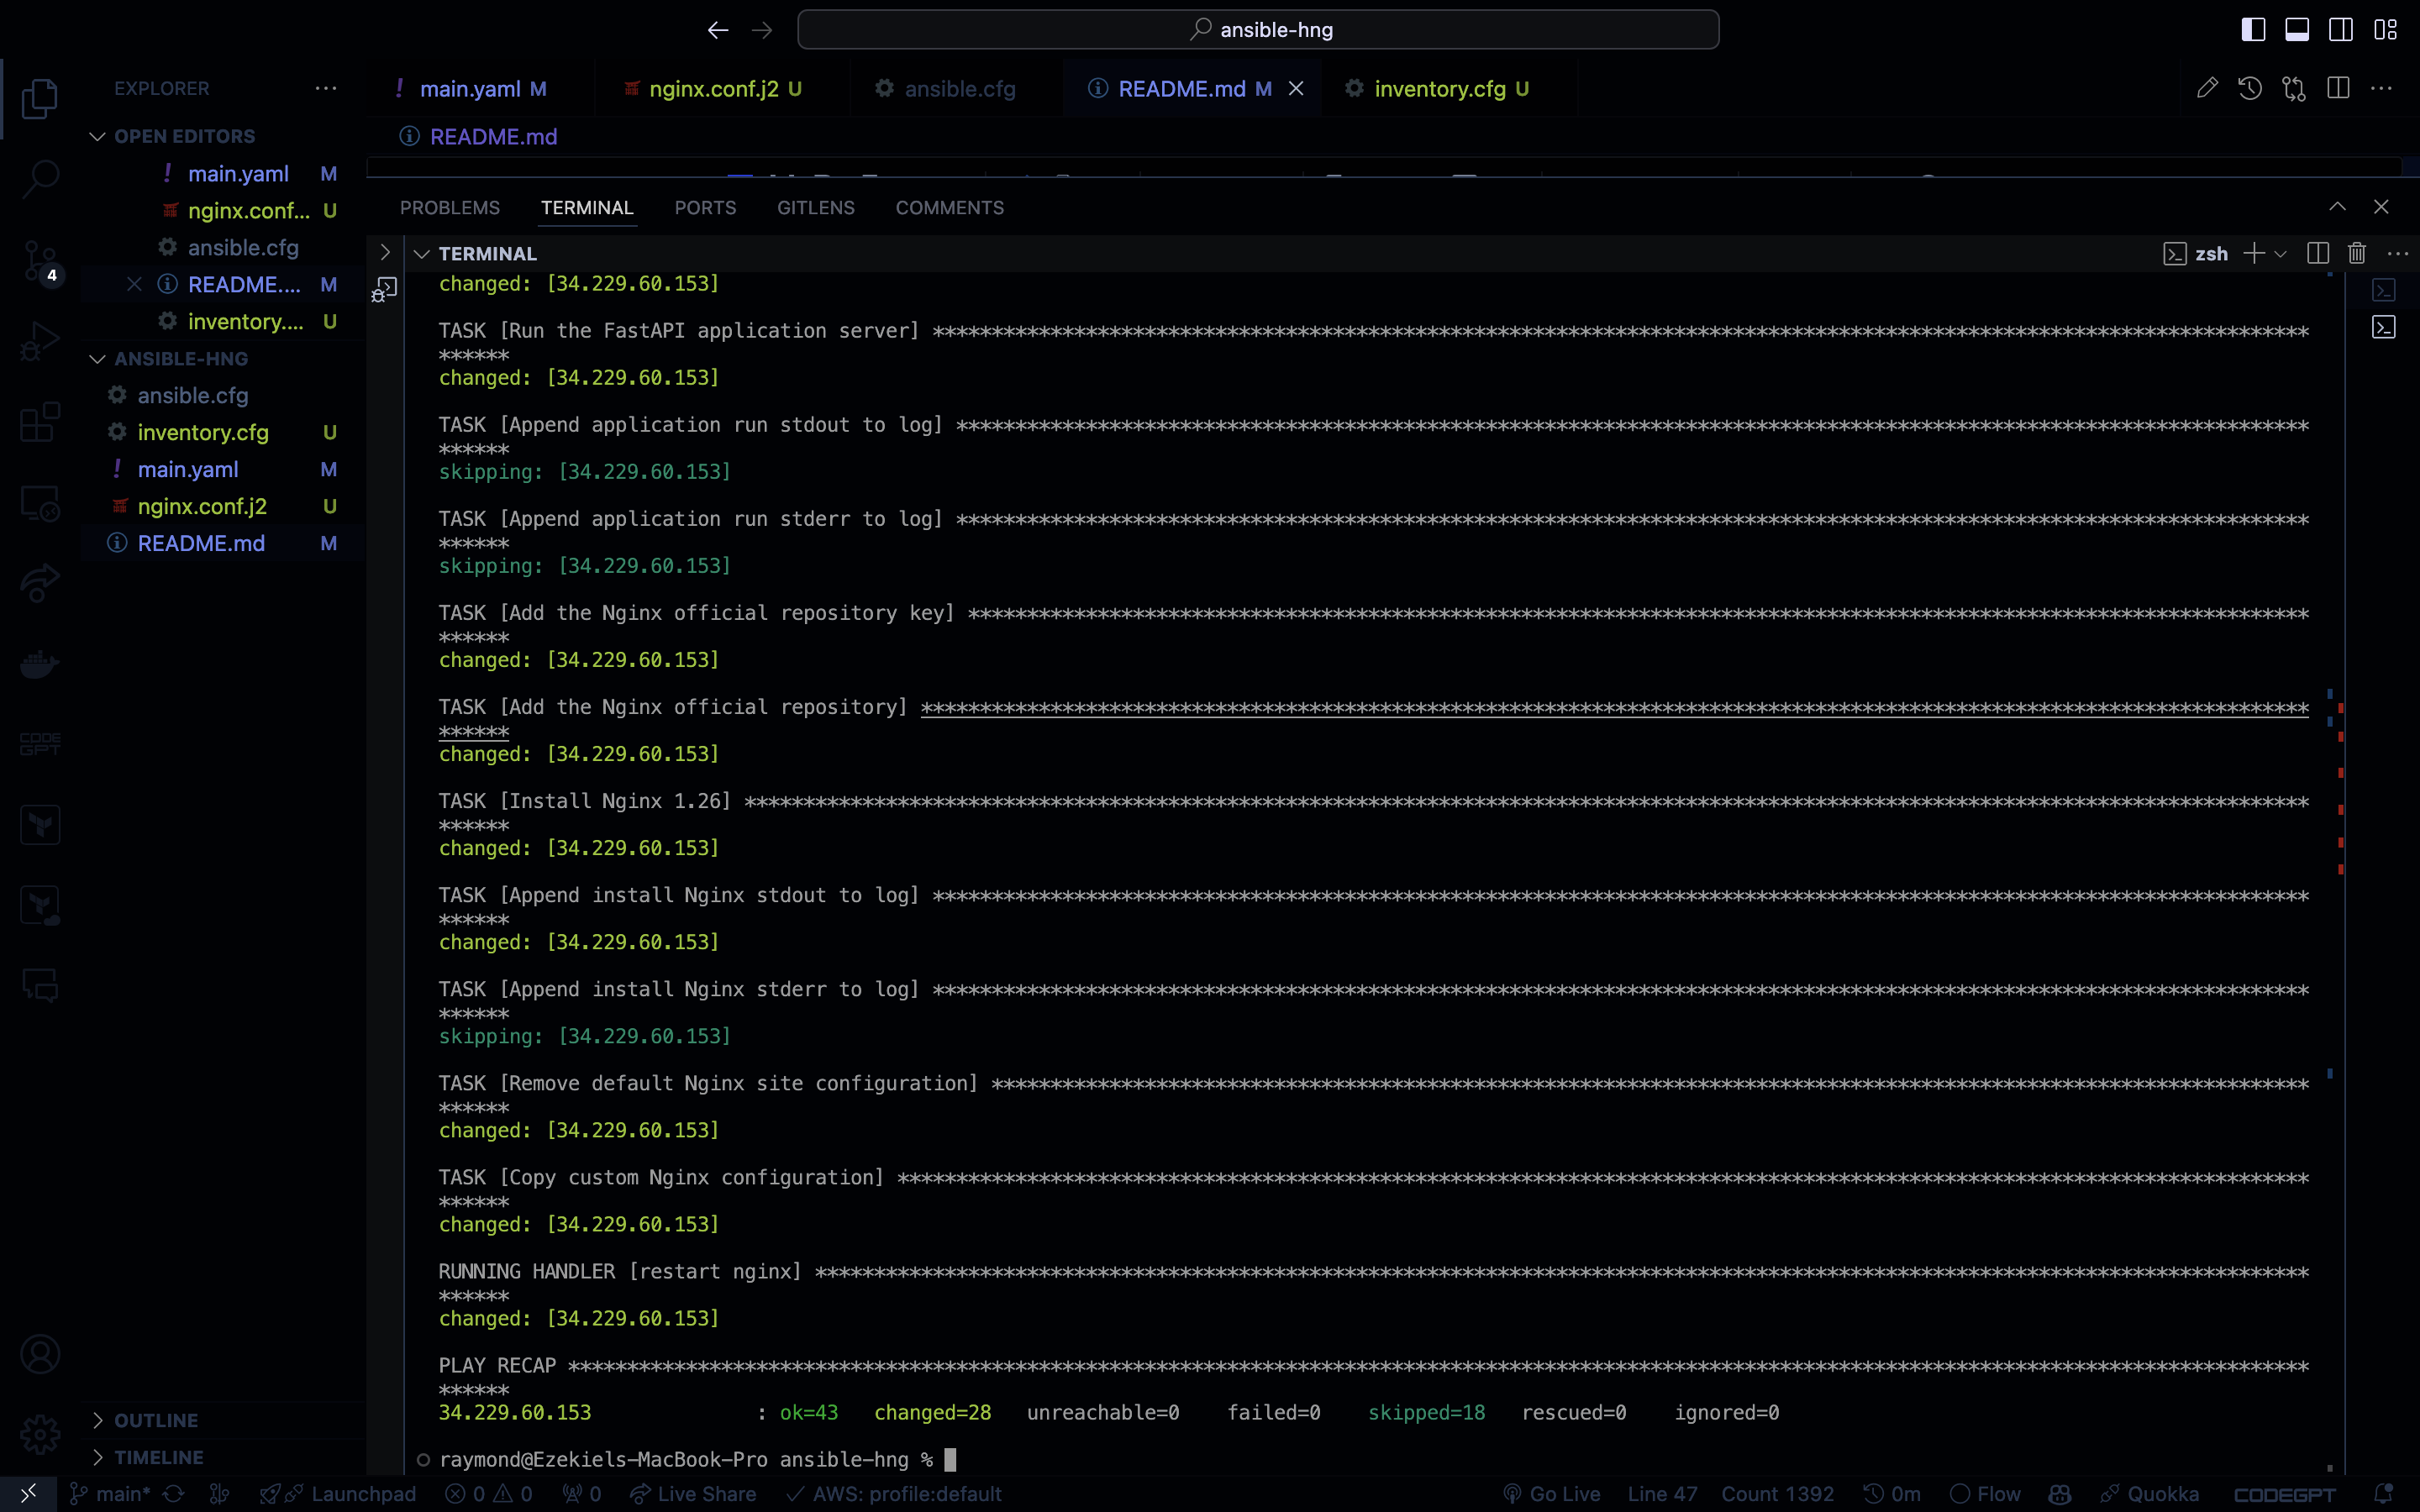 ansible-hng
EXPLORER
main.yaml M
nginx.conf.j2 U
ansible.cfg
README.md M
inventory.cfg U
OPEN EDITORS
README.md
main.yaml M
nginx.conf... U
ansible.cfg
README.... M
inventory.... U
4
ANSIBLE-HNG
ansible.cfg
inventory.cfg U
main.yaml M
nginx.conf.j2 U
README.md M
CODE GPT
OUTLINE
TIMELINE
PROBLEMS TERMINAL PORTS GITLENS COMMENTS
TERMINAL
zsh
changed: [34.229.60.153]
TASK [Run the FastAPI application server] *********************************************************************************************************************
******
changed: [34.229.60.153]
TASK [Append application run stdout to log] *******************************************************************************************************************
******
skipping: [34.229.60.153]
TASK [Append application run stderr to log] *******************************************************************************************************************
******
skipping: [34.229.60.153]
TASK [Add the Nginx official repository key] ******************************************************************************************************************
******
changed: [34.229.60.153]
TASK [Add the Nginx official repository] **********************************************************************************************************************
******
changed: [34.229.60.153]
TASK [Install Nginx 1.26] *************************************************************************************************************************************
******
changed: [34.229.60.153]
TASK [Append install Nginx stdout to log] *********************************************************************************************************************
******
changed: [34.229.60.153]
TASK [Append install Nginx stderr to log] *********************************************************************************************************************
******
skipping: [34.229.60.153]
TASK [Remove default Nginx site configuration] ****************************************************************************************************************
******
changed: [34.229.60.153]
TASK [Copy custom Nginx configuration] ************************************************************************************************************************
******
changed: [34.229.60.153]
RUNNING HANDLER [restart nginx] *******************************************************************************************************************************
******
changed: [34.229.60.153]
PLAY RECAP ****************************************************************************************************************************************************
******
34.229.60.153 : ok=43 changed=28 unreachable=0 failed=0 skipped=18 rescued=0 ignored=0
raymond@Ezekiels-MacBook-Pro ansible-hng %
main* Launchpad 0 0 0 Live Share AWS: profile:default Go Live Line 47 Count 1392 0m Flow Quokka CODEGPT